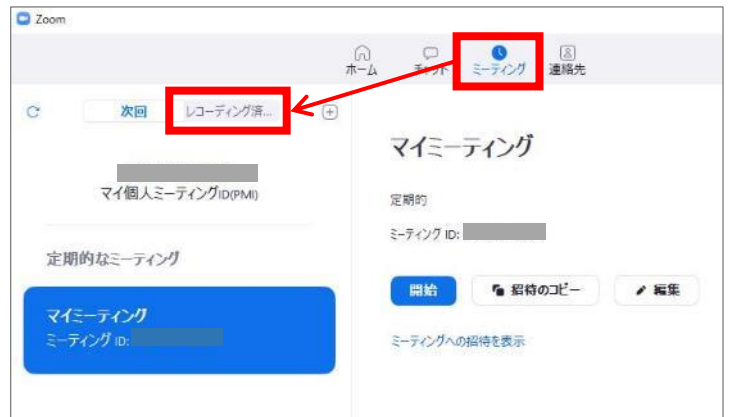 Zoom
ホーム
チャット
ミーティング
連絡先
次回
レコーディング済...
マイ個人ミーティングID(PMI)
定期的なミーティング
マイミーティング
ミーティング ID:
マイミーティング
定期的
ミーティング ID:
開始
招待のコピー
編集
ミーティングへの招待を表示